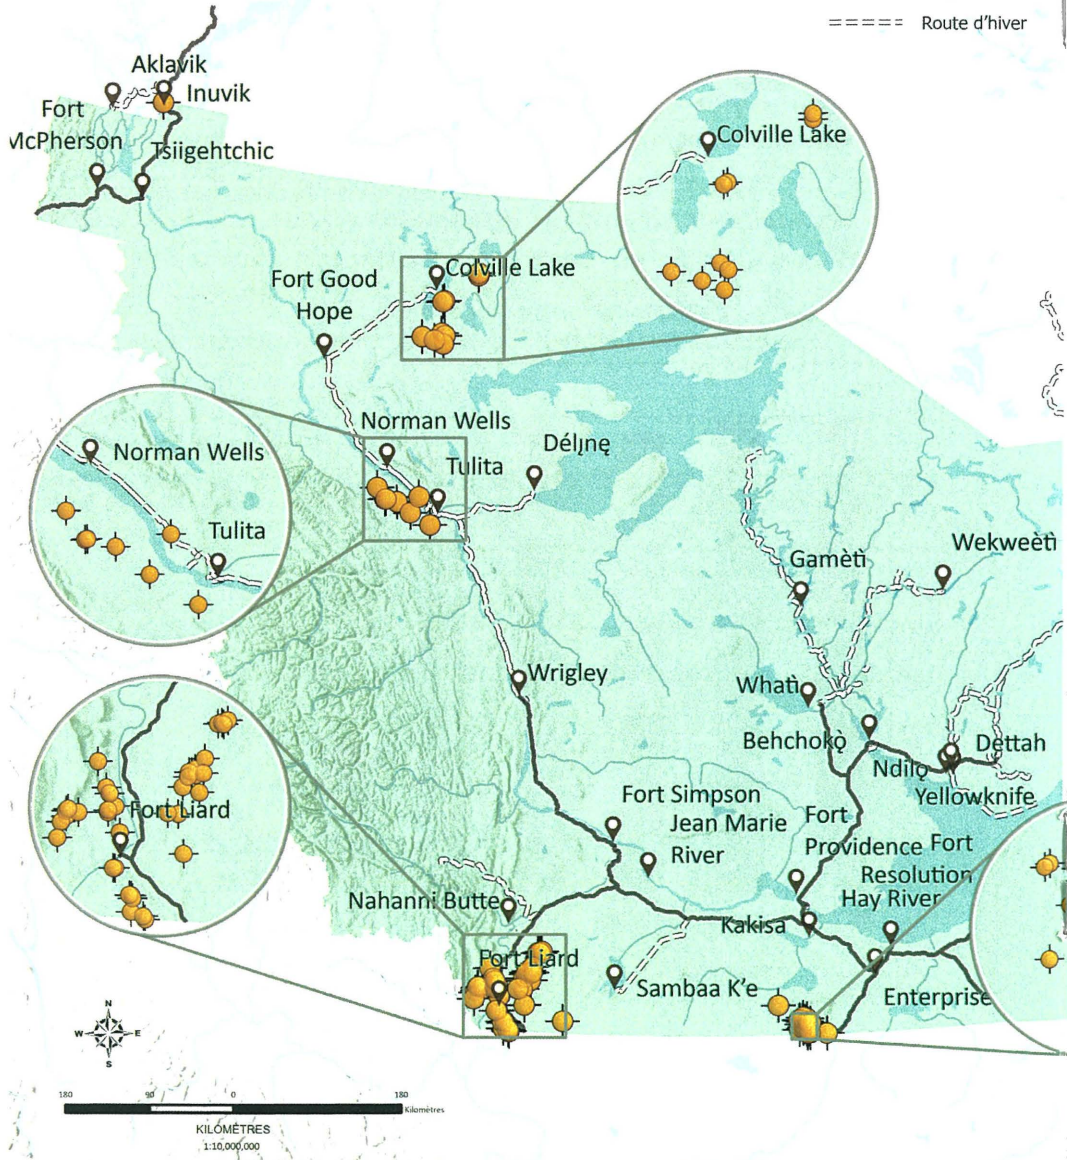 Route d'hiver
Aklavik
Inuvik
Fort
McPherson
Tsiigehtchic
Colville Lake
Colville Lake
Fort Good
Hope
Norman Wells
Délı̨nę
Tulita
Norman Wells
Tulita
Gamètì
Wekweètì
Wrigley
Whatì
Behchokǫ̀
Dettah
Ndilǫ
Yellowknife
Fort Liard
Fort Simpson
Jean Marie
River
Fort
Providence
Fort
Resolution
Hay River
Nahanni Butte
Kakisa
Fort Liard
Sambaa K'e
Enterprise
N
W
E
S
180
90
0
180
Kilomètres
KILOMÈTRES
1:10,000,000